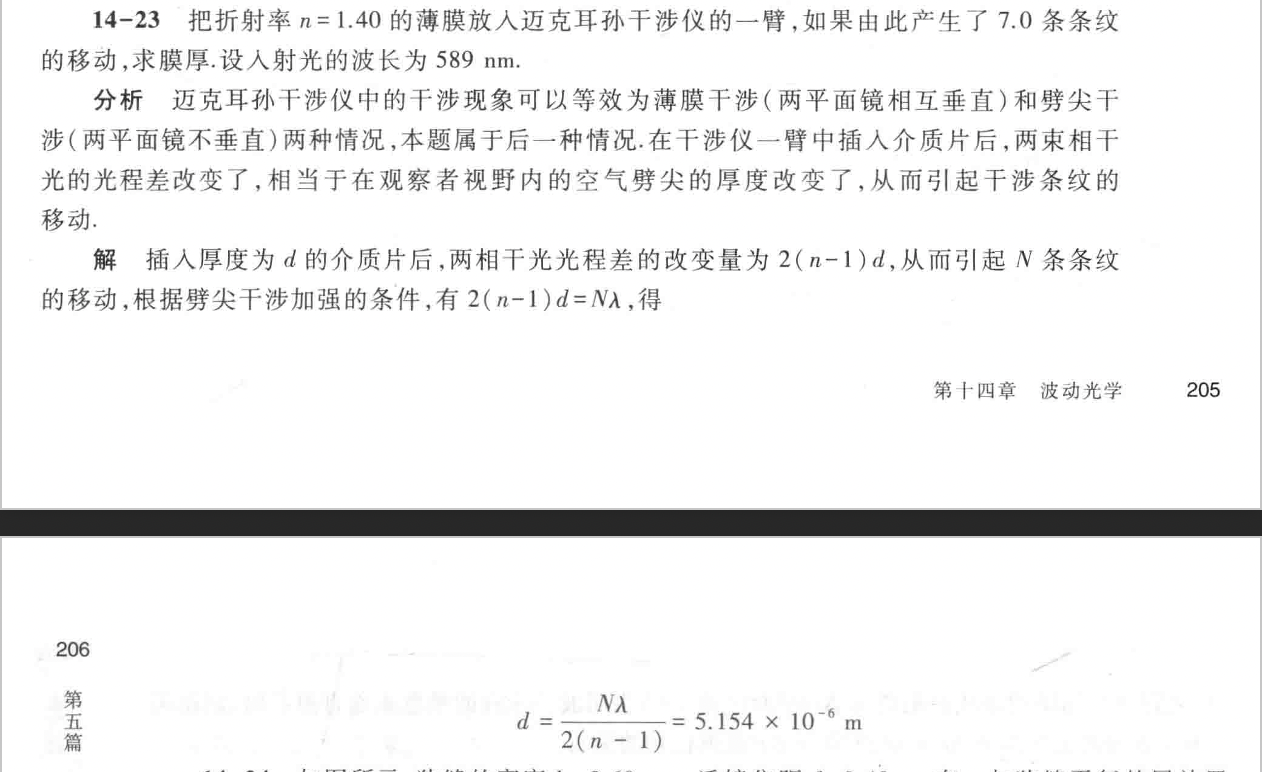 14-23 把折射率 n=1.40 的薄膜放入迈克耳孙干涉仪的一臂,如果由此产生了 7.0 条条纹
的移动,求膜厚.设入射光的波长为 589 nm.
分析 迈克耳孙干涉仪中的干涉现象可以等效为薄膜干涉(两平面镜相互垂直)和劈尖干
涉(两平面镜不垂直)两种情况,本题属于后一种情况.在干涉仪一臂中插入介质片后,两束相干
光的光程差改变了,相当于在观察者视野内的空气劈尖的厚度改变了,从而引起干涉条纹的
移动.
解 插入厚度为 d 的介质片后,两相干光光程差的改变量为 2(n-1)d,从而引起 N 条条纹
的移动,根据劈尖干涉加强的条件,有 2(n-1)d=Nλ,得
第十四章 波动光学 205
206
第
五
篇
d = Nλ / 2(n - 1) = 5.154 × 10⁻⁶ m